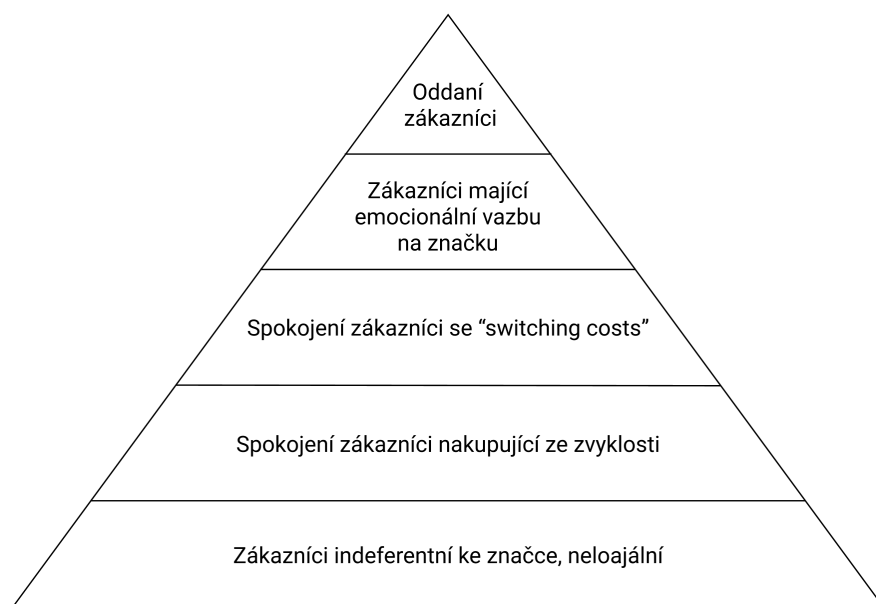 Oddaní
zákazníci
Zákazníci mající
emocionální vazbu
na značku
Spokojení zákazníci se “switching costs”
Spokojení zákazníci nakupující ze zvyklosti
Zákazníci indeferentní ke značce, neloajální